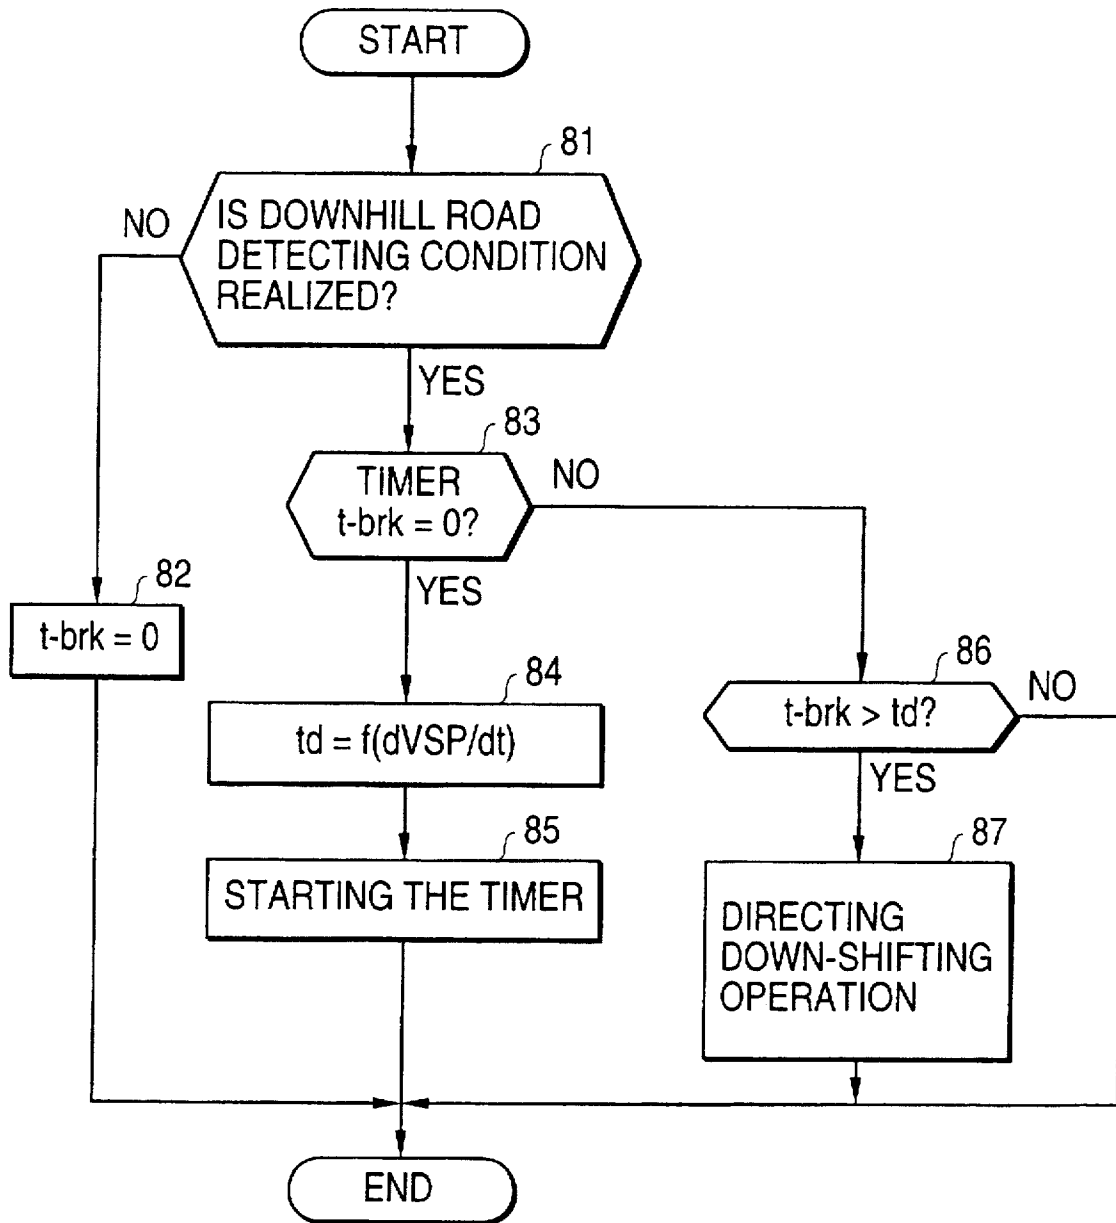 START
81
IS DOWNHILL ROAD
DETECTING CONDITION
REALIZED?
NO
YES
83
TIMER
t-brk = 0?
NO
YES
82
t-brk = 0
84
td = f(dVSP/dt)
86
t-brk > td?
NO
YES
85
STARTING THE TIMER
87
DIRECTING
DOWN-SHIFTING
OPERATION
END